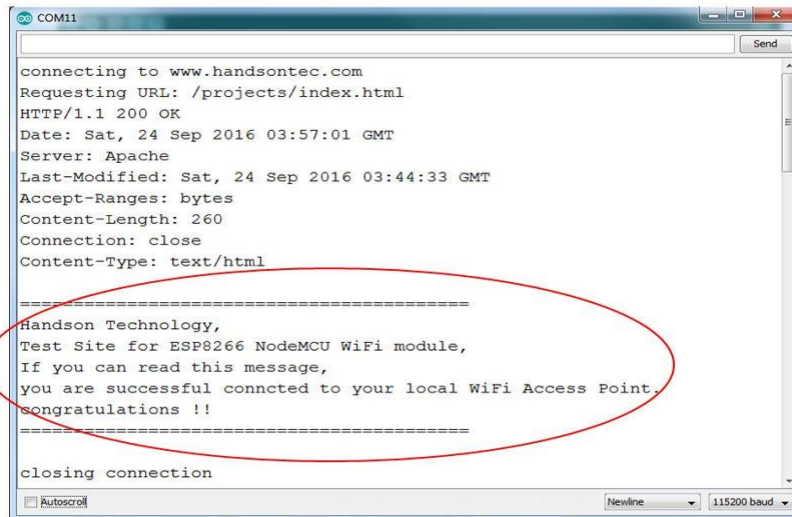 COM11
Send
connecting to www.handsontec.com
Requesting URL: /projects/index.html
HTTP/1.1 200 OK
Date: Sat, 24 Sep 2016 03:57:01 GMT
Server: Apache
Last-Modified: Sat, 24 Sep 2016 03:44:33 GMT
Accept-Ranges: bytes
Content-Length: 260
Connection: close
Content-Type: text/html
==========================================
Handson Technology,
Test Site for ESP8266 NodeMCU WiFi module,
If you can read this message,
you are successful conncted to your local WiFi Access Point.
congratulations !!
==========================================
closing connection
Autoscroll
Newline
115200 baud